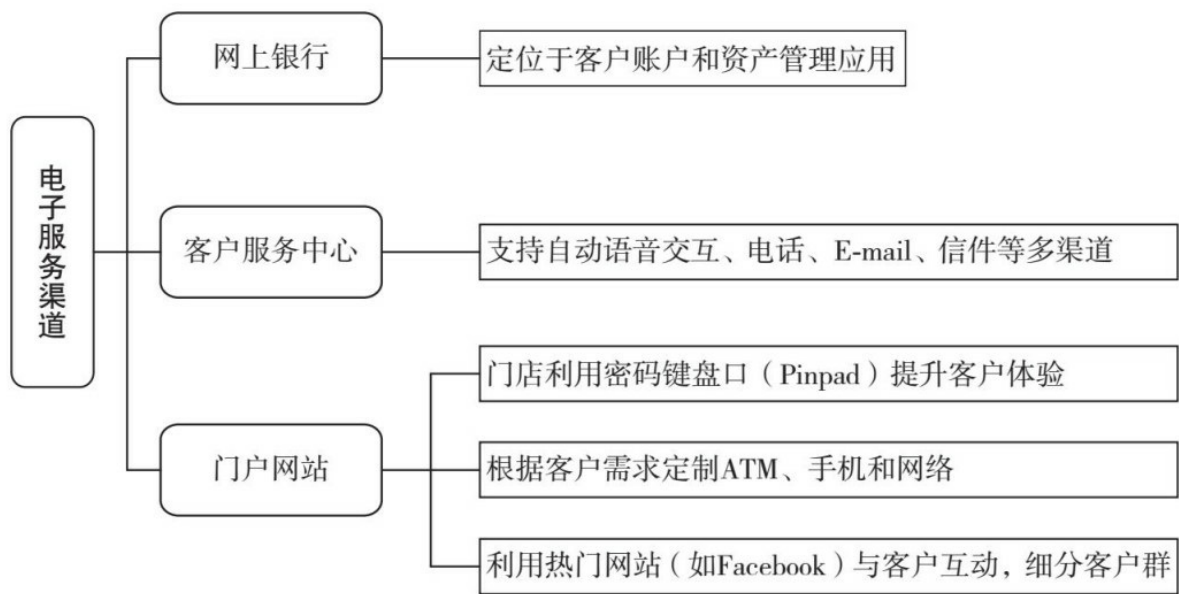 电子服务渠道
网上银行
定位于客户账户和资产管理应用
客户服务中心
支持自动语音交互、电话、E-mail、信件等多渠道
门户网站
门店利用密码键盘口（Pinpad）提升客户体验
根据客户需求定制ATM、手机和网络
利用热门网站（如Facebook）与客户互动，细分客户群